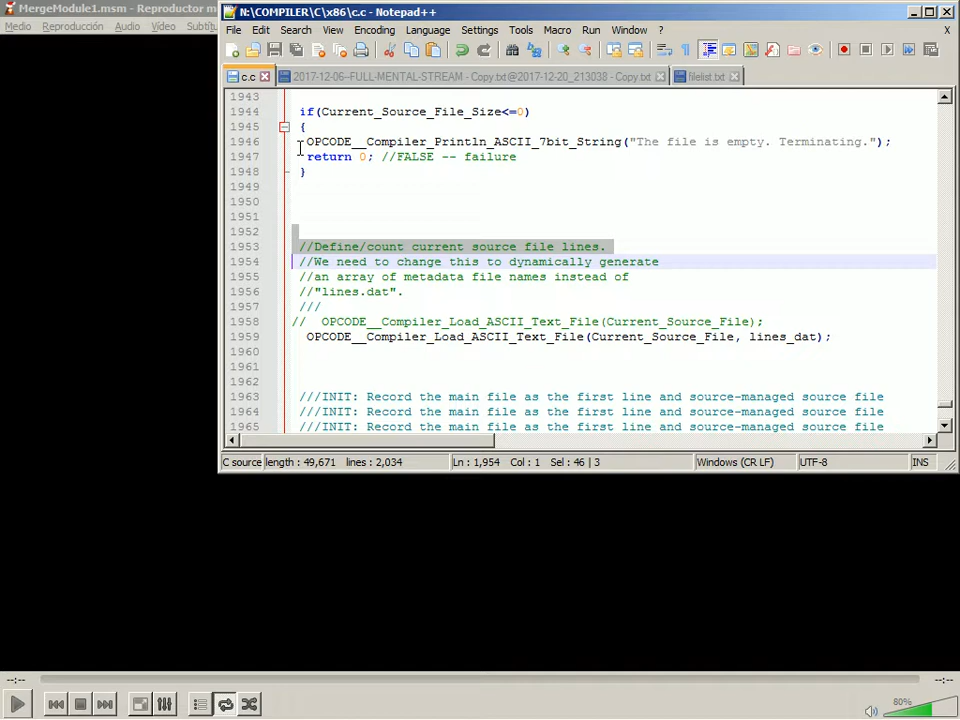 MergeModule1.msm - Reproductor m
Medio Reproducción Audio Vídeo Subtít
N:\COMPILER\C\x86\c.c - Notepad++
File Edit Search View Encoding Language Settings Tools Macro Run Window ? X
c.c 2017-12-06--FULL-MENTAL-STREAM - Copy.txt@2017-12-20_213038 - Copy.txt filelist.txt
1943
1944 if(Current_Source_File_Size<=0)
1945 {
1946 OPCODE__Compiler_Println_ASCII_7bit_String("The file is empty. Terminating.");
1947 return 0; //FALSE -- failure
1948 }
1949
1950
1951
1952
1953 //Define/count current source file lines.
1954 //We need to change this to dynamically generate
1955 //an array of metadata file names instead of
1956 //"lines.dat".
1957 ///
1958 // OPCODE__Compiler_Load_ASCII_Text_File(Current_Source_File);
1959 OPCODE__Compiler_Load_ASCII_Text_File(Current_Source_File, lines_dat);
1960
1961
1962
1963 ///INIT: Record the main file as the first line and source-managed source file
1964 ///INIT: Record the main file as the first line and source-managed source file
1965 ///INIT: Record the main file as the first line and source-managed source file
C source length : 49,671 lines : 2,034 Ln : 1,954 Col : 1 Sel : 46 | 3 Windows (CR LF) UTF-8 INS
--:-- --:--
80%